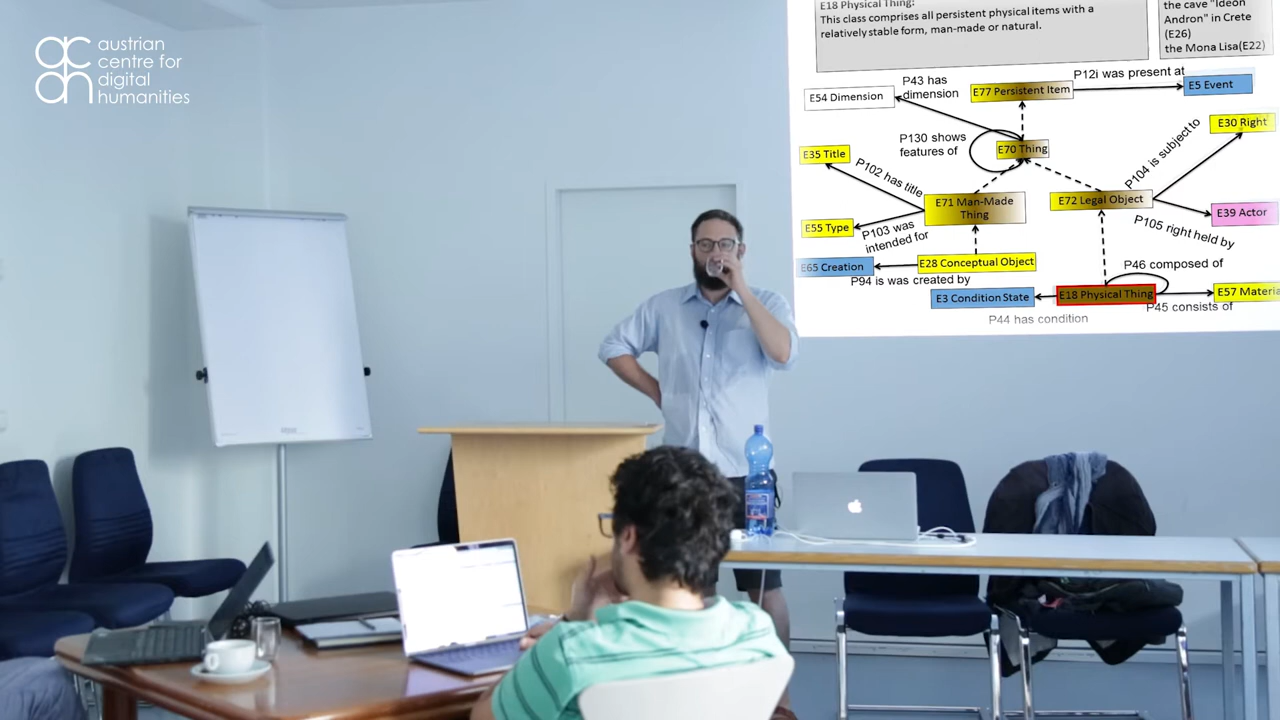 austrian
centre for
digital
humanities
E18 Physical Thing:
This class comprises all persistent physical items with a
relatively stable form, man-made or natural.
the cave "Ideon
Andron" in Crete
(E26)
the Mona Lisa(E22)
P43 has
dimension
P12i was present at
E54 Dimension
E77 Persistent Item
E5 Event
E30 Right
P130 shows
features of
E70 Thing
P104 is subject to
E35 Title
P102 has title
E71 Man-Made
Thing
E72 Legal Object
E39 Actor
E55 Type
P103 was
intended for
P105 right held by
E65 Creation
E28 Conceptual Object
P94 is was created by
P46 composed of
E3 Condition State
E18 Physical Thing
E57 Materia
P45 consists of
P44 has condition